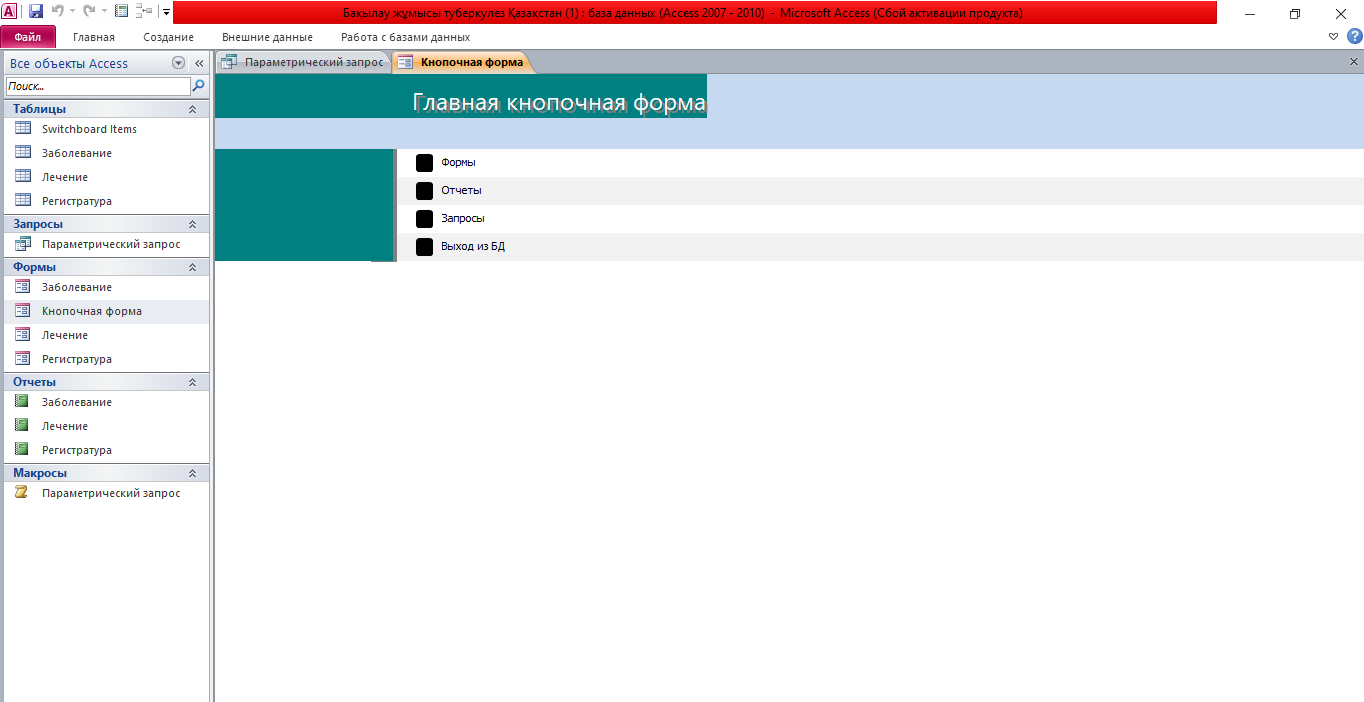 Бақылау жұмысы туберкулез Қазақстан (1) : база данных (Access 2007 - 2010) - Microsoft Access (Сбой активации продукта)
Файл Главная Создание Внешние данные Работа с базами данных
Все объекты Access
Поиск...
Таблицы
Switchboard Items
Заболевание
Лечение
Регистратура
Запросы
Параметрический запрос
Формы
Заболевание
Кнопочная форма
Лечение
Регистратура
Отчеты
Заболевание
Лечение
Регистратура
Макросы
Параметрический запрос
Параметрический запрос Кнопочная форма
Главная кнопочная форма
Формы
Отчеты
Запросы
Выход из БД